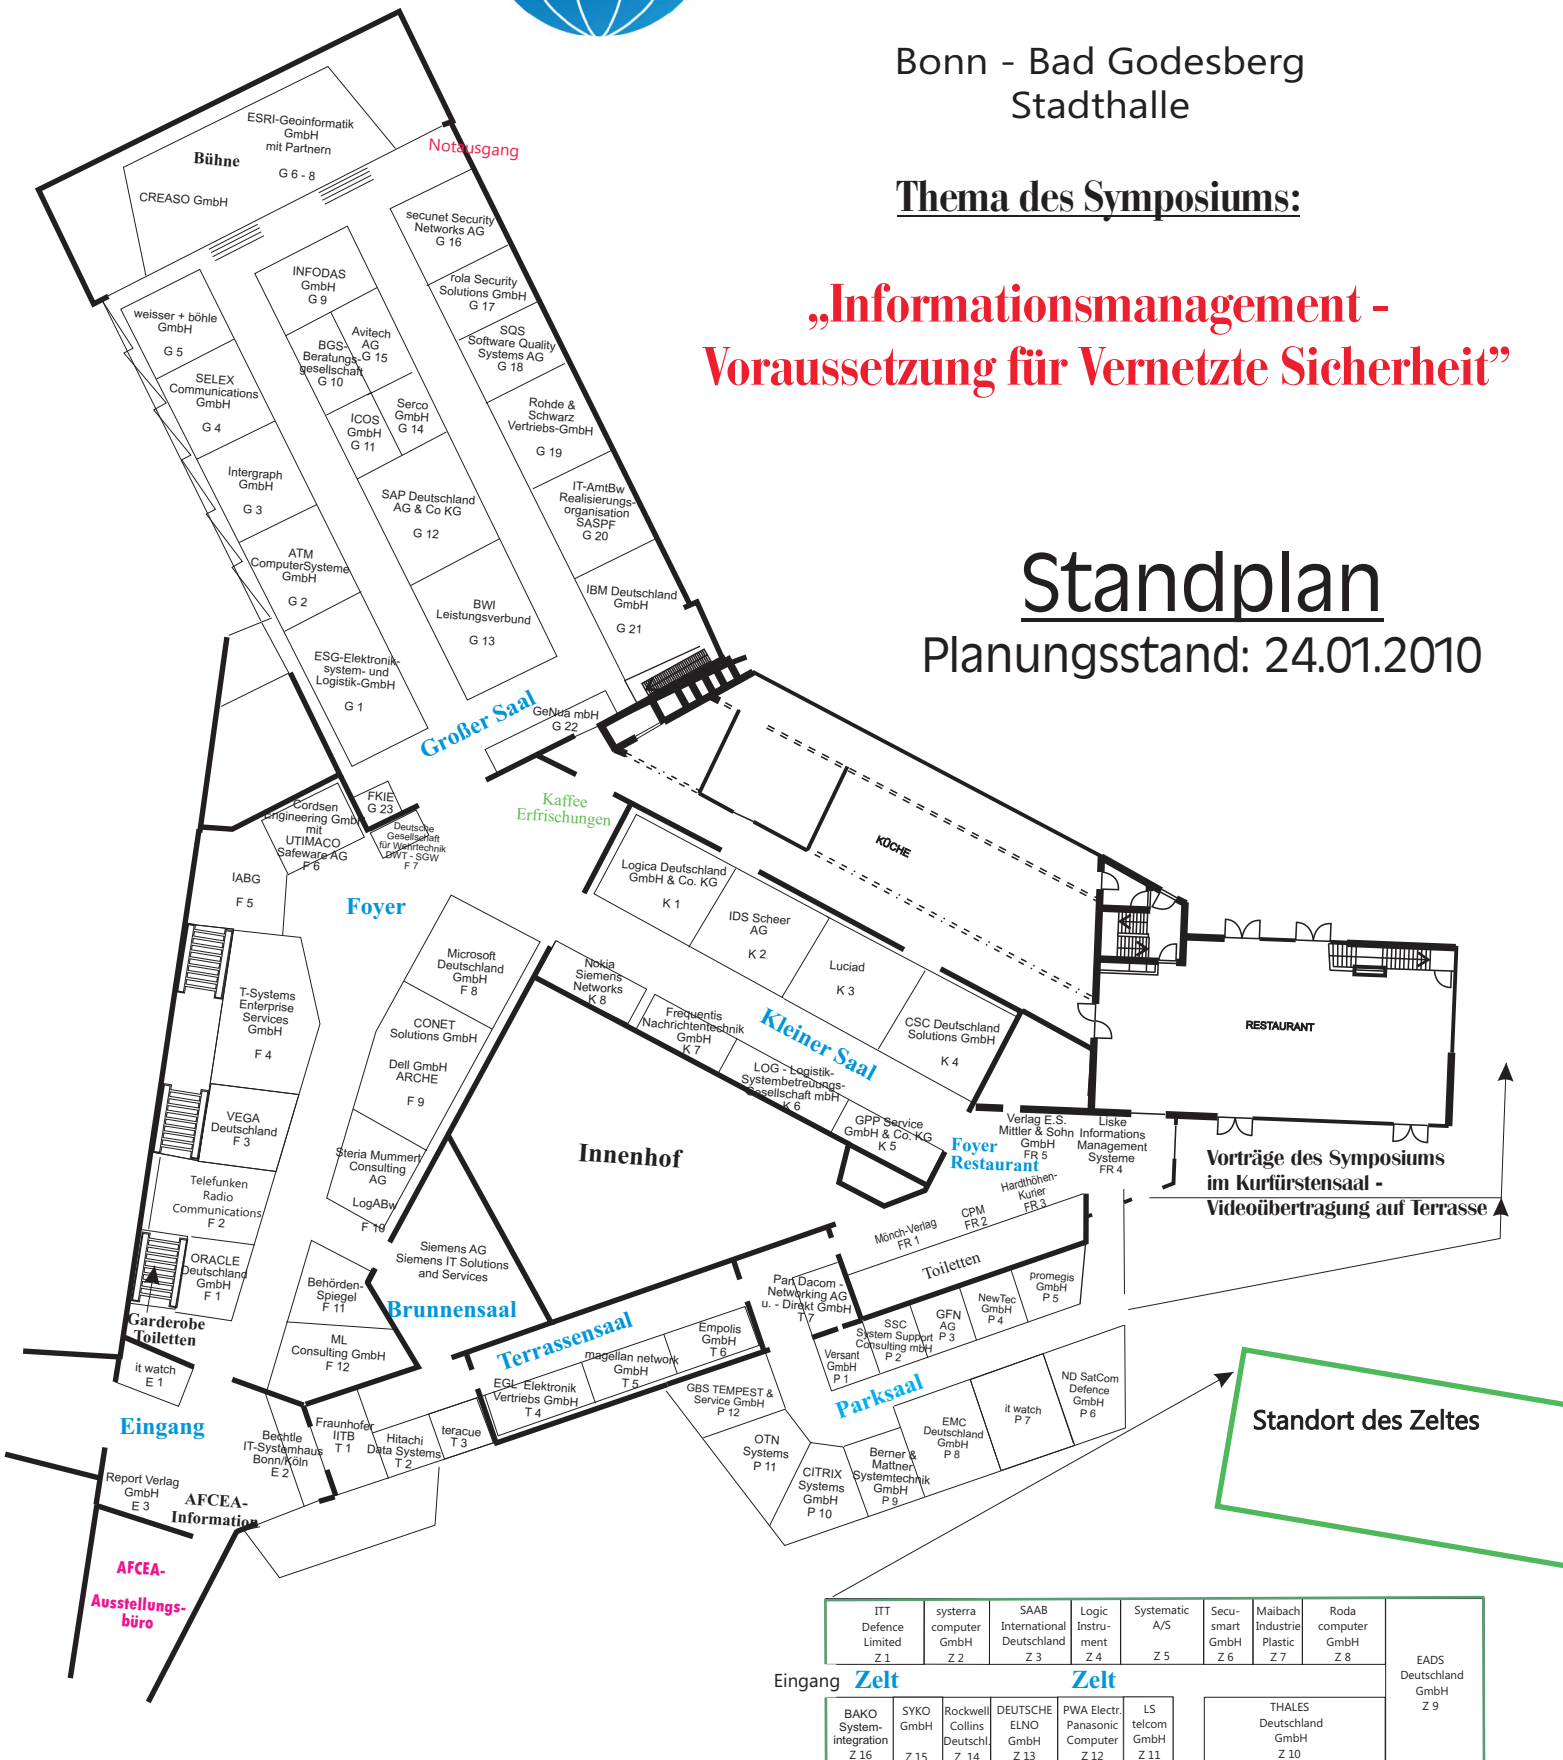 Bonn - Bad Godesberg
Stadthalle
Thema des Symposiums:
„Informationsmanagement -
Voraussetzung für Vernetzte Sicherheit”
Standplan
Planungsstand: 24.01.2010
ESRI-Geoinformatik
GmbH
mit Partnern
G 6 - 8
Bühne
CREASO GmbH
Notausgang
secunet Security
Networks AG
G 16
rola Security
Solutions GmbH
G 17
SQS
Software Quality
Systems AG
G 18
Rohde &
Schwarz
Vertriebs-GmbH
G 19
IT-AmtBw
Realisierungs-
organisation
SASPF
G 20
IBM Deutschland
GmbH
G 21
INFODAS
GmbH
G 9
Avitech
AG
G 15
BGS-
Beratungs-
gesellschaft
G 10
Serco
GmbH
G 14
ICOS
GmbH
G 11
SAP Deutschland
AG & Co KG
G 12
BWI
Leistungsverbund
G 13
weisser + böhle
GmbH
G 5
SELEX
Communications
GmbH
G 4
Intergraph
GmbH
G 3
ATM
ComputerSysteme
GmbH
G 2
ESG-Elektronik-
system- und
Logistik-GmbH
G 1
Großer Saal
GeNua mbH
G 22
FKIE
G 23
Deutsche
Gesellschaft
für Wehrtechnik
DWT - SGW
F 7
Cordsen
Engineering GmbH
mit
UTIMACO
Safeware AG
F 6
IABG
F 5
Foyer
Kaffee
Erfrischungen
KÜCHE
RESTAURANT
Logica Deutschland
GmbH & Co. KG
K 1
IDS Scheer
AG
K 2
Luciad
K 3
CSC Deutschland
Solutions GmbH
K 4
Kleiner Saal
Nokia
Siemens
Networks
K 8
Frequentis
Nachrichtentechnik
GmbH
K 7
LOG - Logistik-
Systembetreuungs-
Gesellschaft mbH
K 6
GPP Service
GmbH & Co. KG
K 5
Microsoft
Deutschland
GmbH
F 8
CONET
Solutions GmbH
Dell GmbH
ARCHE
F 9
Steria Mummert
Consulting
AG
LogABw
F 10
T-Systems
Enterprise
Services
GmbH
F 4
VEGA
Deutschland
F 3
Telefunken
Radio
Communications
F 2
ORACLE
Deutschland
GmbH
F 1
Garderobe
Toiletten
it watch
E 1
Eingang
Behörden-
Spiegel
F 11
ML
Consulting GmbH
F 12
Siemens AG
Siemens IT Solutions
and Services
Brunnensaal
Innenhof
Foyer
Restaurant
Verlag E.S.
Mittler & Sohn
GmbH
FR 5
Liske
Informations
Management
Systeme
FR 4
Hardthöhen-
Kurier
FR 3
CPM
FR 2
Mönch-Verlag
FR 1
Toiletten
Vorträge des Symposiums
im Kurfürstensaal -
Videoübertragung auf Terrasse
Terrassensaal
Pan Dacom -
Networking AG
u. - Direkt GmbH
T 7
Empolis
GmbH
T 6
magellan network
GmbH
T 5
EGL Elektronik
Vertriebs GmbH
T 4
teracue
T 3
Hitachi
Data Systems
T 2
Fraunhofer
IITB
T 1
Bechtle
IT-Systemhaus
Bonn/Köln
E 2
Report Verlag
GmbH
E 3
AFCEA-
Information
AFCEA-
Ausstellungs-
büro
Parksaal
Versant
GmbH
P 1
SSC
System Support
Consulting mbH
P 2
GFN
AG
P 3
NewTec
GmbH
P 4
promegis
GmbH
P 5
ND SatCom
Defence
GmbH
P 6
it watch
P 7
EMC
Deutschland
GmbH
P 8
Berner &
Mattner
Systemtechnik
GmbH
P 9
CITRIX
Systems
GmbH
P 10
OTN
Systems
P 11
GBS TEMPEST &
Service GmbH
P 12
Standort des Zeltes
ITT
Defence
Limited
Z 1
systerra
computer
GmbH
Z 2
SAAB
International
Deutschland
Z 3
Logic
Instru-
ment
Z 4
Systematic
A/S
Z 5
Secu-
smart
GmbH
Z 6
Maibach
Industrie
Plastic
Z 7
Roda
computer
GmbH
Z 8
EADS
Deutschland
GmbH
Z 9
Eingang
Zelt
Zelt
BAKO
System-
integration
Z 16
SYKO
GmbH
Z 15
Rockwell
Collins
Deutschl.
Z 14
DEUTSCHE
ELNO
GmbH
Z 13
PWA Electr.
Panasonic
Computer
Z 12
LS
telcom
GmbH
Z 11
THALES
Deutschland
GmbH
Z 10